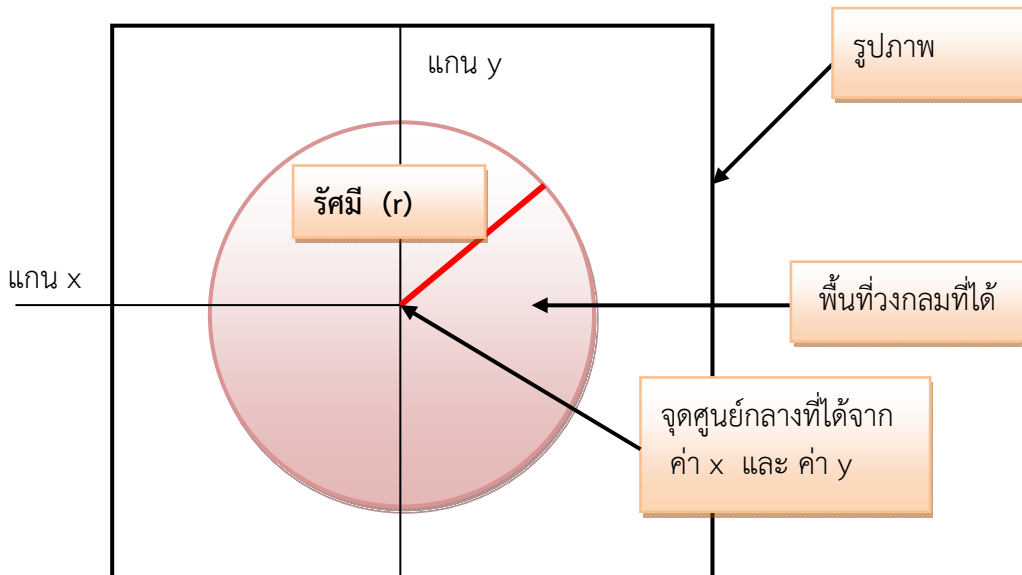 รูปภาพ
แกน y
รัศมี (r)
แกน x
พื้นที่วงกลมที่ได้
จุดศูนย์กลางที่ได้จาก
ค่า x และ ค่า y